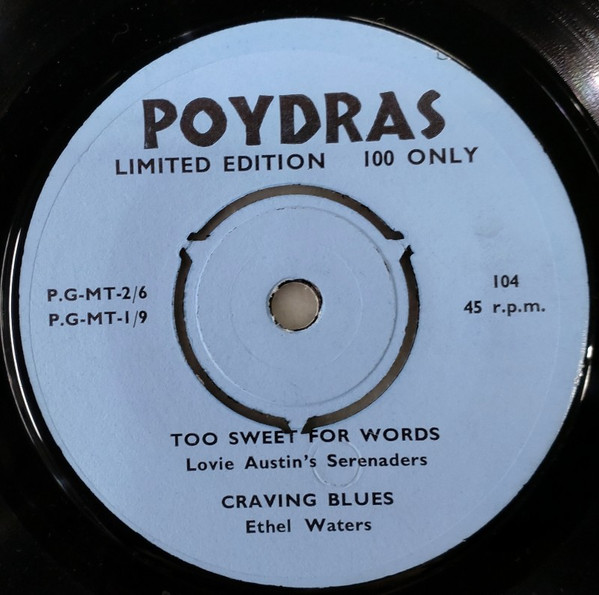 POYDRAS
LIMITED EDITION 100 ONLY
P.G-MT-2/6
P.G-MT-1/9
104
45 r.p.m.
TOO SWEET FOR WORDS
Lovie Austin's Serenaders
CRAVING BLUES
Ethel Waters